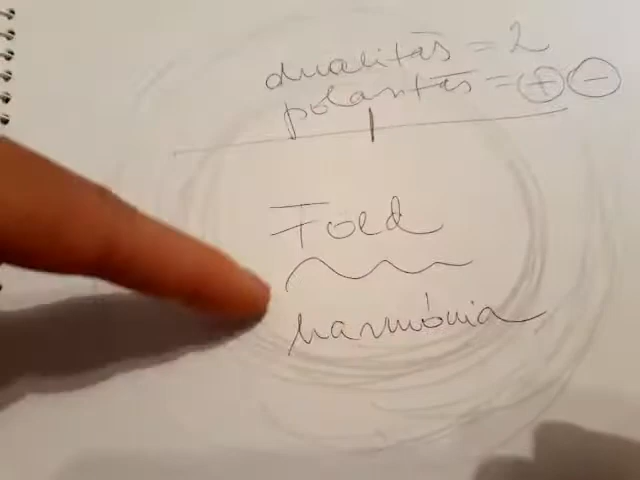 dualitás = 2
polaritás = + -
Föld
harmónia